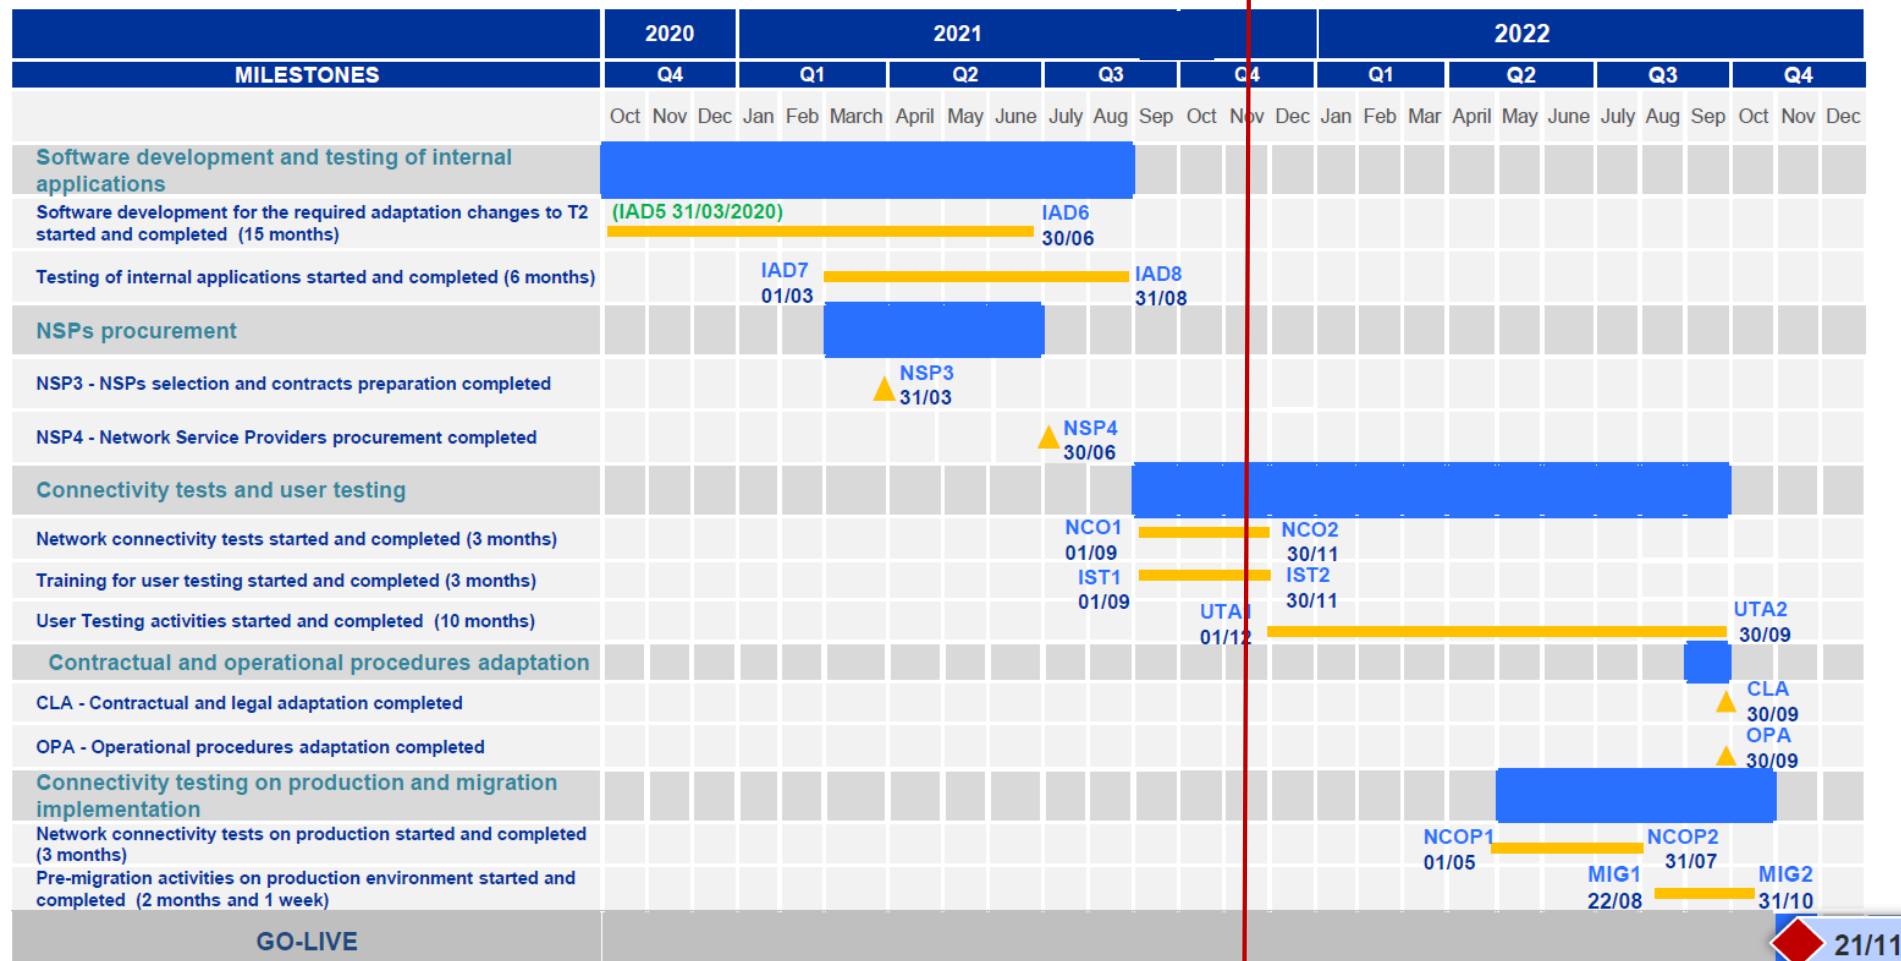 2020 2021 2022
MILESTONES Q4 Q1 Q2 Q3 Q4 Q1 Q2 Q3 Q4
Oct Nov Dec Jan Feb March April May June July Aug Sep Oct Nov Dec Jan Feb Mar April May June July Aug Sep Oct Nov Dec
Software development and testing of internal
applications
Software development for the required adaptation changes to T2
started and completed (15 months)
(IAD5 31/03/2020)
IAD6
30/06
Testing of internal applications started and completed (6 months)
IAD7
01/03
IAD8
31/08
NSPs procurement
NSP3 - NSPs selection and contracts preparation completed
NSP3
31/03
NSP4 - Network Service Providers procurement completed
NSP4
30/06
Connectivity tests and user testing
Network connectivity tests started and completed (3 months)
NCO1
01/09
NCO2
30/11
Training for user testing started and completed (3 months)
IST1
01/09
IST2
30/11
User Testing activities started and completed (10 months)
UTA1
01/12
UTA2
30/09
Contractual and operational procedures adaptation
CLA - Contractual and legal adaptation completed
CLA
30/09
OPA - Operational procedures adaptation completed
OPA
30/09
Connectivity testing on production and migration
implementation
Network connectivity tests on production started and completed
(3 months)
NCOP1
01/05
NCOP2
31/07
Pre-migration activities on production environment started and
completed (2 months and 1 week)
MIG1
22/08
MIG2
31/10
GO-LIVE
21/11